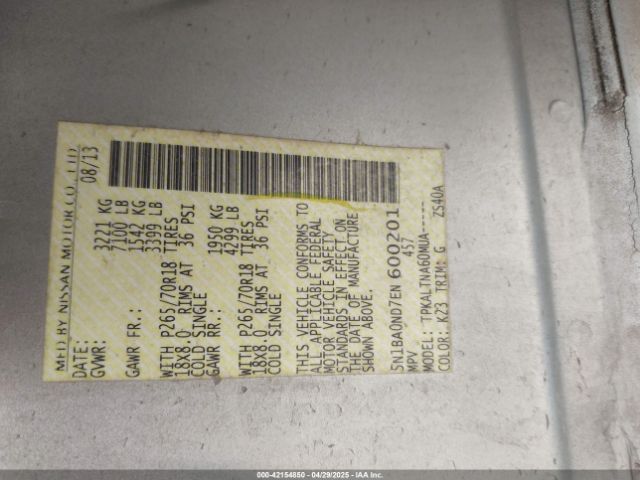 MFD BY NISSAN MOTOR CO., LTD
DATE: 08/13
GVWR: 3221 KG
7100 LB
GAWR FR.: 1542 KG
3399 LB
WITH P265/70R18 TIRES
18X8.0 RIMS AT 36 PSI
COLD SINGLE
GAWR RR.: 1950 KG
4299 LB
WITH P265/70R18 TIRES
18X8.0 RIMS AT 36 PSI
COLD SINGLE
THIS VEHICLE CONFORMS TO
ALL APPLICABLE FEDERAL
MOTOR VEHICLE SAFETY
STANDARDS IN EFFECT ON
THE DATE OF MANUFACTURE
SHOWN ABOVE.
5N1BA0ND7EN 600201
MPV 457
MODEL: TPKALTNA60MUA----
COLOR: K23 TRIM: G ZS40A
000-42154850 - 04/29/2025 - IAA Inc.